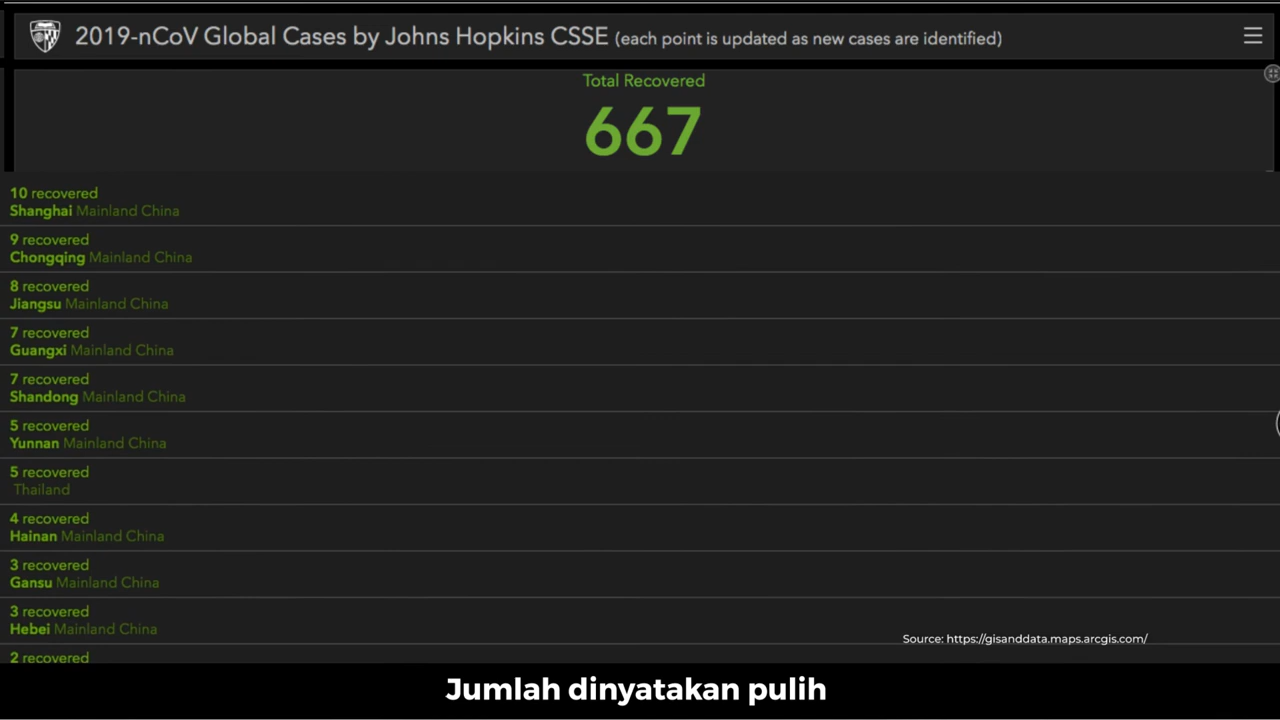 2019-nCoV Global Cases by Johns Hopkins CSSE (each point is updated as new cases are identified)
Total Recovered
667
10 recovered
Shanghai Mainland China
9 recovered
Chongqing Mainland China
8 recovered
Jiangsu Mainland China
7 recovered
Guangxi Mainland China
7 recovered
Shandong Mainland China
5 recovered
Yunnan Mainland China
5 recovered
Thailand
4 recovered
Hainan Mainland China
3 recovered
Gansu Mainland China
3 recovered
Hebei Mainland China
2 recovered
Source: https://gisanddata.maps.arcgis.com/
Jumlah dinyatakan pulih